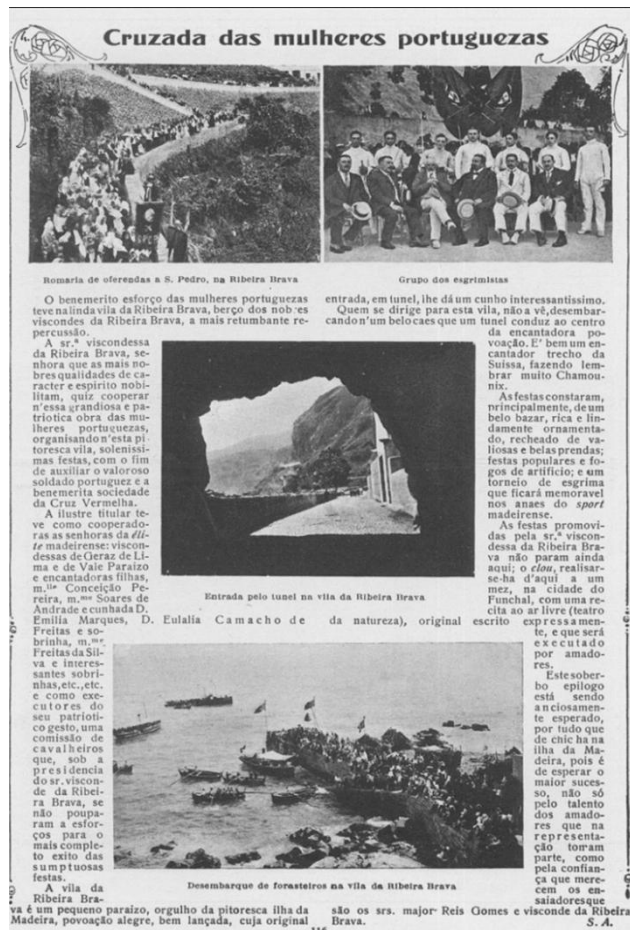 Cruzada das mulheres portuguezas
Romaria de oferendas a S. Pedro, na Ribeira Brava
Grupo dos esgrimistas
O benemerito esforço das mulheres portuguezas
teve na linda vila da Ribeira Brava, berço dos nobres
viscondes da Ribeira Brava, a mais retumbante re-
percussão.
A sr.ª viscondessa
da Ribeira Brava, se-
nhora que as mais no-
bres qualidades de ca-
racter e espirito nobi-
litam, quiz cooperar
n'essa grandiosa e pa-
triotica obra das mu-
lheres portuguezas,
organisando n'esta pi-
toresca vila, solenissi-
mas festas, com o fim
de auxiliar o valoroso
soldado portuguez e a
benemerita sociedade
da Cruz Vermelha.
A ilustre titular te-
ve como cooperado-
ras as senhoras da éli-
te madeirense: viscon-
dessas de Geraz de Li-
ma e de Vale Paraizo
e encantadoras filhas,
m.lle Conceição Pe-
reira, m.me Soares de
Andrade e cunhada D.
Emilia Marques, D. Eulalia Camacho de
Freitas e so-
brinha, m.me
Freitas da Sil-
va e interes-
santes sobri-
nhas, etc., etc.
e como exe-
cutores do
seu patrioti-
co gesto, uma
comissão de
cavalheiros
que, sob a
presidencia
do sr. viscon-
de da Ribei-
ra Brava, se
não poupa-
ram a esfor-
ços para o
mais comple-
to exito das
sumptuosas
festas.
A vila da
Ribeira Bra-
va é um pequeno paraizo, orgulho da pitoresca ilha da
Madeira, povoação alegre, bem lançada, cuja original
entrada, em tunel, lhe dá um cunho interessantissimo.
Quem se dirige para esta vila, não a vê, desembar-
cando n'um belo caes que um tunel conduz ao centro
da encantadora po-
voação. E' bem um en-
cantador trecho da
Suissa, fazendo lem-
brar muito Chamou-
nix.
As festas constaram,
principalmente, de um
belo bazar, rica e lin-
damente ornamenta-
do, recheado de va-
liosas e belas prendas;
festas populares e fo-
gos de artificio; e um
torneio de esgrima
que ficará memoravel
nos anaes do sport
madeirense.
As festas promovi-
das pela sr.ª viscon-
dessa da Ribeira Bra-
va não param ainda
aqui; o clou, realisar-
se-ha d'aqui a um
mez, na cidade do
Funchal, com uma re-
cita ao ar livre (teatro
da natureza), original escrito expressamen-
te, e que será
executado
por amado-
res.
Este sober-
bo epilogo
está sendo
anciosamen-
te esperado,
por tudo que
de chic ha na
ilha da Ma-
deira, pois é
de esperar o
maior suces-
so, não só
pelo talento
dos amado-
res que na
representa-
ção tomam
parte, como
pela confian-
ça que mere-
cem os en-
saiadores que
são os srs. major Reis Gomes e visconde da Ribeira
Brava.
S. A.
Entrada pelo tunel na vila da Ribeira Brava
Desembarque de forasteiros na vila da Ribeira Brava